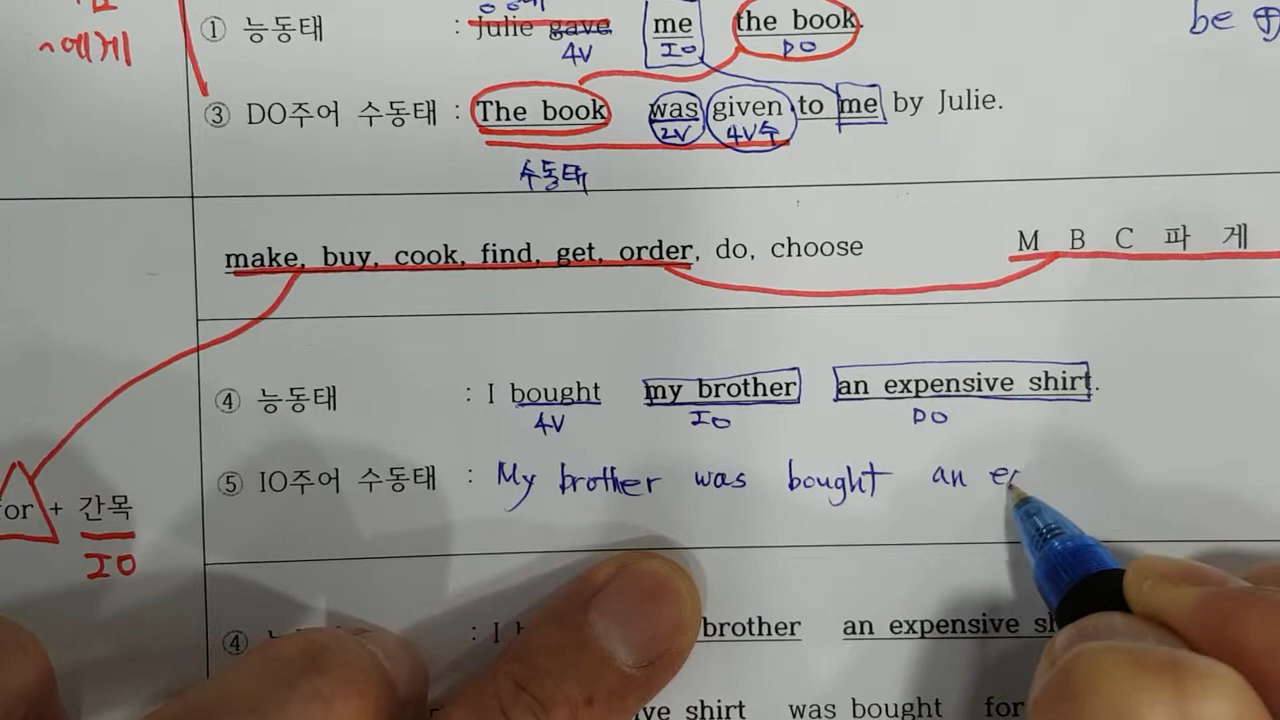 ~에게
① 능동태 : Julie gave me the book.
be
4V IO DO
③ DO주어 수동태 : The book was given to me by Julie.
2V 4V수
수동태
make, buy, cook, find, get, order, do, choose M B C 파 게
④ 능동태 : I bought my brother an expensive shirt.
4V IO DO
⑤ IO주어 수동태 : My brother was bought an
or + 간목
IO
④ : I brother an expensive
shirt was bought for